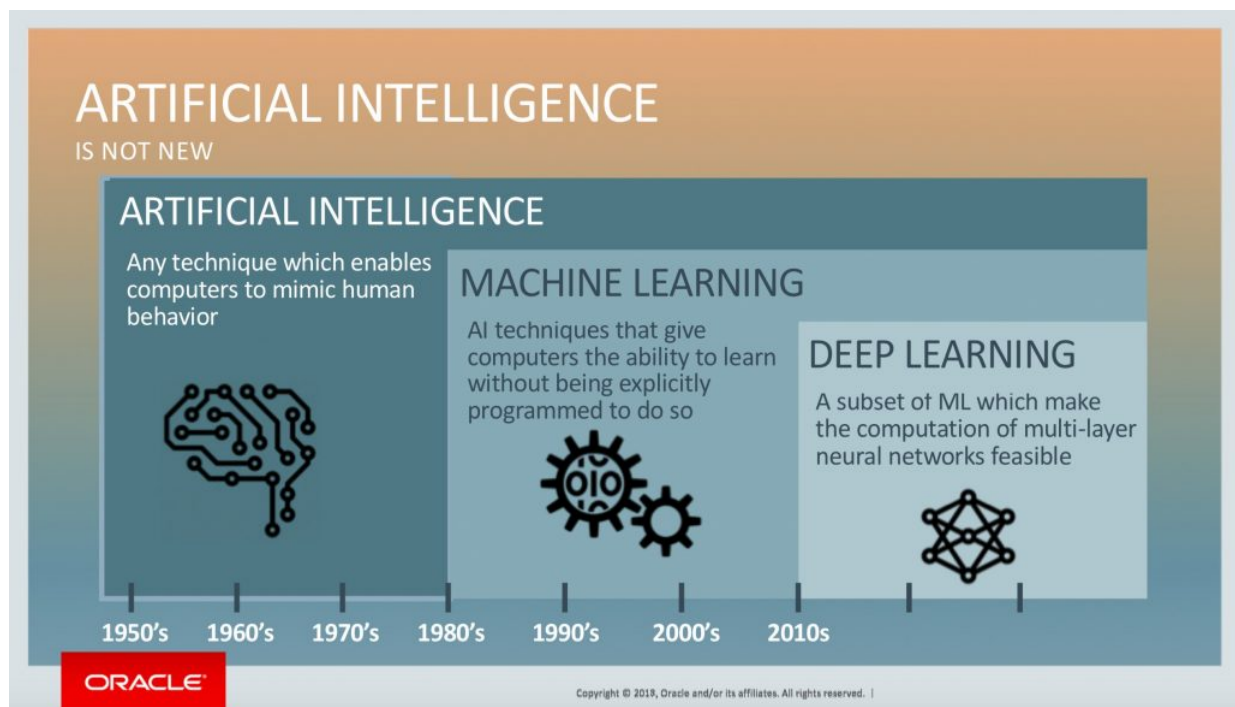 ARTIFICIAL INTELLIGENCE
IS NOT NEW
ARTIFICIAL INTELLIGENCE
Any technique which enables
computers to mimic human
behavior
MACHINE LEARNING
AI techniques that give
computers the ability to learn
without being explicitly
programmed to do so
DEEP LEARNING
A subset of ML which make
the computation of multi-layer
neural networks feasible
1950's 1960's 1970's 1980's 1990's 2000's 2010s
ORACLE
Copyright © 2018, Oracle and/or its affiliates. All rights reserved. |